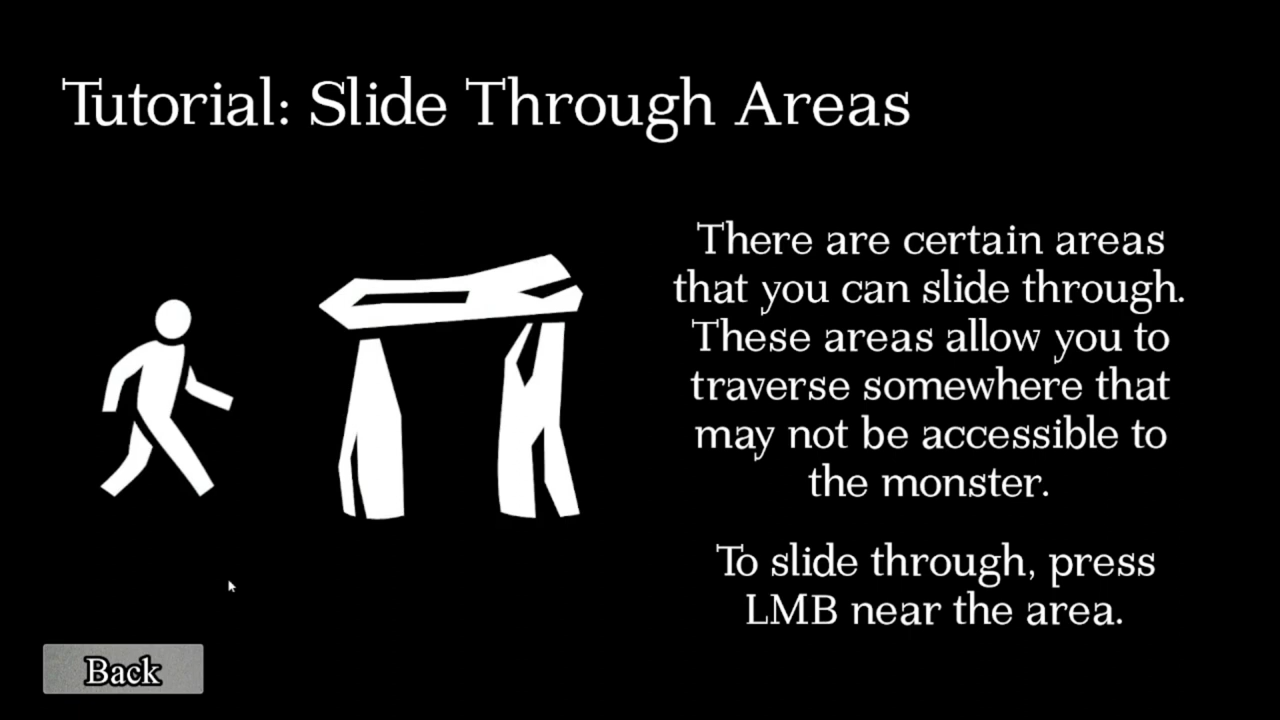 Tutorial: Slide Through Areas
There are certain areas
that you can slide through.
These areas allow you to
traverse somewhere that
may not be accessible to
the monster.
To slide through, press
LMB near the area.
Back